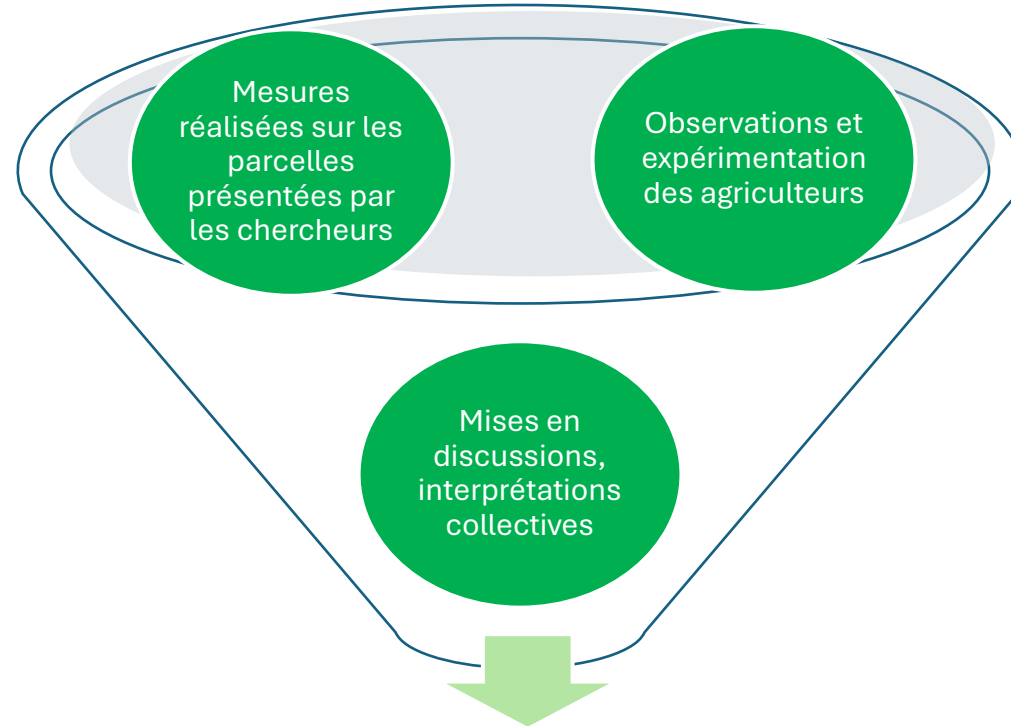 Mesures
réalisées sur les
parcelles
présentées par
les chercheurs
Observations et
expérimentation
des agriculteurs
Mises en
discussions,
interprétations
collectives